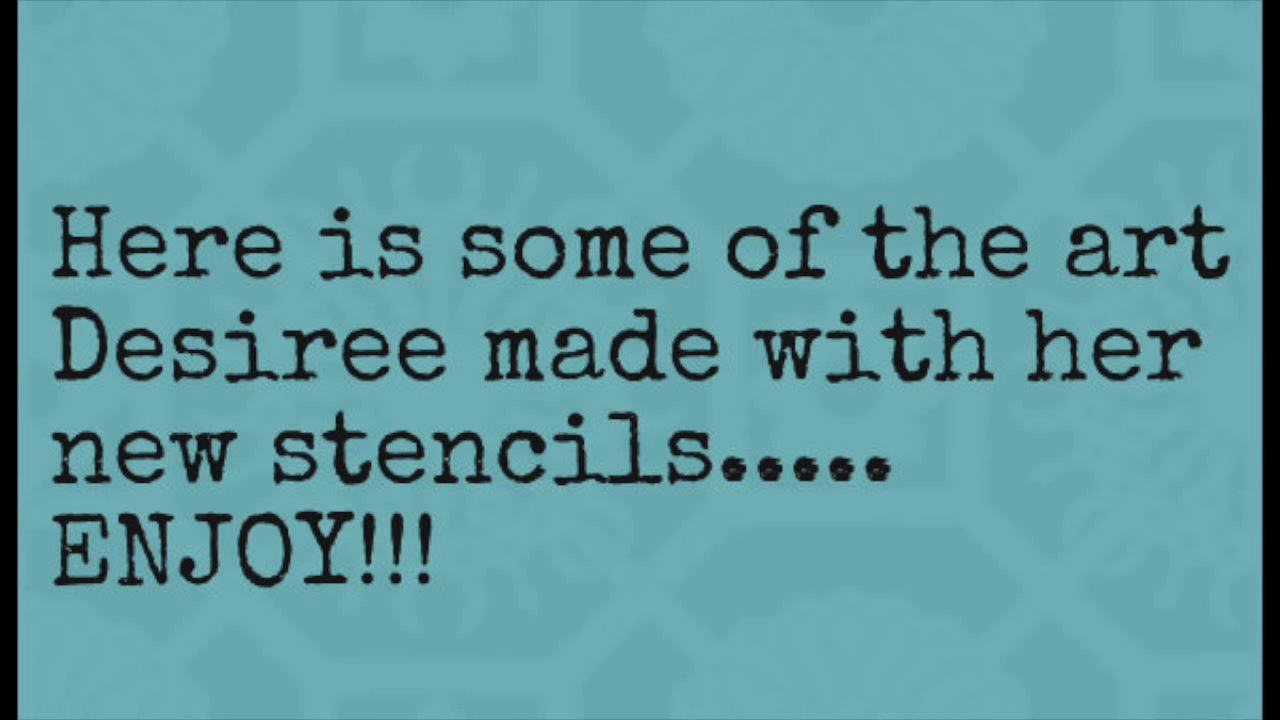 Here is some of the art
Desiree made with her
new stencils.....
ENJOY!!!